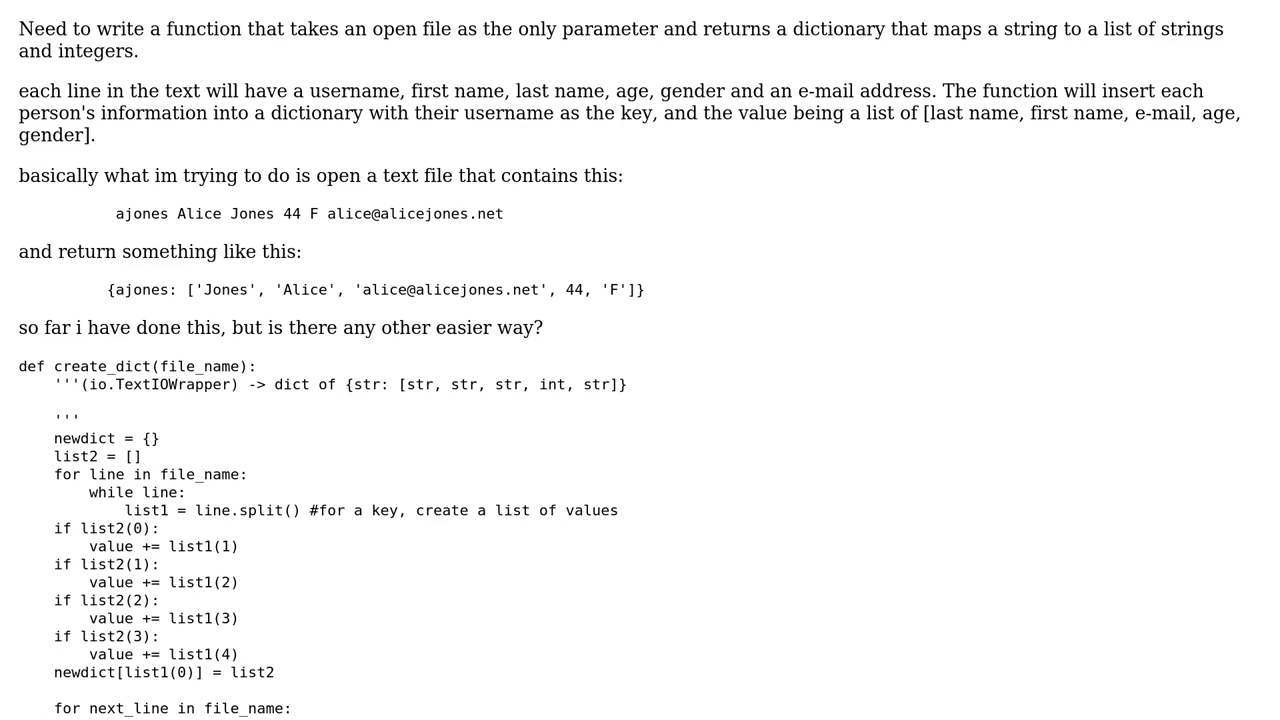 Need to write a function that takes an open file as the only parameter and returns a dictionary that maps a string to a list of strings
and integers.
each line in the text will have a username, first name, last name, age, gender and an e-mail address. The function will insert each
person's information into a dictionary with their username as the key, and the value being a list of [last name, first name, e-mail, age,
gender].
basically what im trying to do is open a text file that contains this:
ajones Alice Jones 44 F alice@alicejones.net
and return something like this:
{ajones: ['Jones', 'Alice', 'alice@alicejones.net', 44, 'F']}
so far i have done this, but is there any other easier way?
def create_dict(file_name):
    '''(io.TextIOWrapper) -> dict of {str: [str, str, str, int, str]}
    '''
    newdict = {}
    list2 = []
    for line in file_name:
        while line:
            list1 = line.split() #for a key, create a list of values
    if list2(0):
        value += list1(1)
    if list2(1):
        value += list1(2)
    if list2(2):
        value += list1(3)
    if list2(3):
        value += list1(4)
    newdict[list1(0)] = list2
    for next_line in file_name: